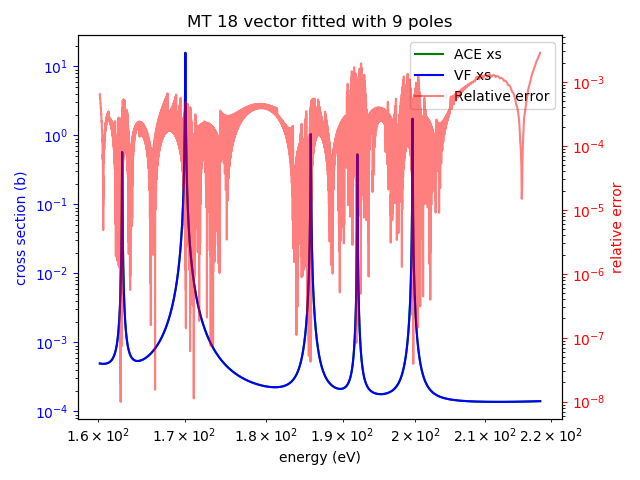 MT 18 vector fitted with 9 poles
ACE xs
VF xs
Relative error
cross section (b)
10¹
10⁰
10⁻¹
10⁻²
10⁻³
10⁻⁴
10⁻³
10⁻⁴
10⁻⁵
10⁻⁶
10⁻⁷
10⁻⁸
relative error
1.6 × 10² 1.7 × 10² 1.8 × 10² 1.9 × 10² 2 × 10² 2.1 × 10² 2.2 × 10²
energy (eV)